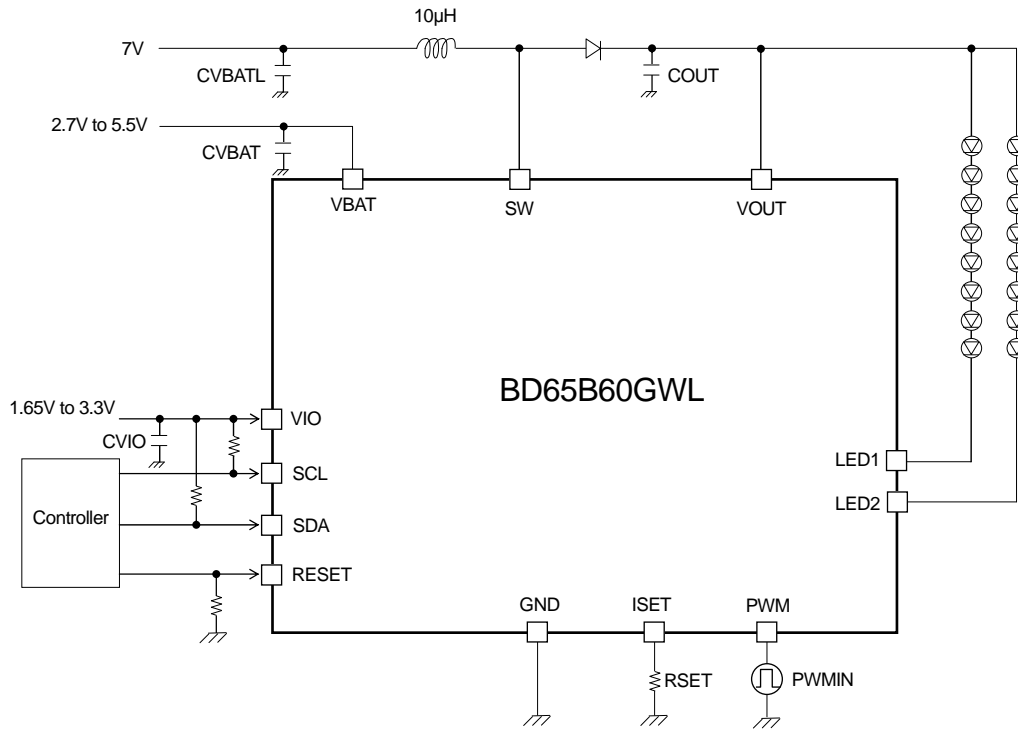 10µH
7V
CVBATL
COUT
2.7V to 5.5V
CVBAT
VBAT
SW
VOUT
BD65B60GWL
1.65V to 3.3V
VIO
CVIO
SCL
LED1
LED2
Controller
SDA
RESET
GND
ISET
PWM
RSET
PWMIN